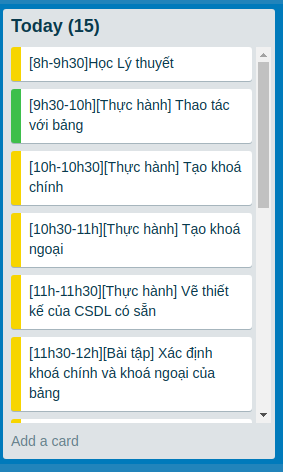 Today (15)
[8h-9h30]Học Lý thuyết
[9h30-10h][Thực hành] Thao tác
với bảng
[10h-10h30][Thực hành] Tạo khoá
chính
[10h30-11h][Thực hành] Tạo khoá
ngoại
[11h-11h30][Thực hành] Vẽ thiết
kế của CSDL có sẵn
[11h30-12h][Bài tập] Xác định
khoá chính và khoá ngoại của
bảng
Add a card